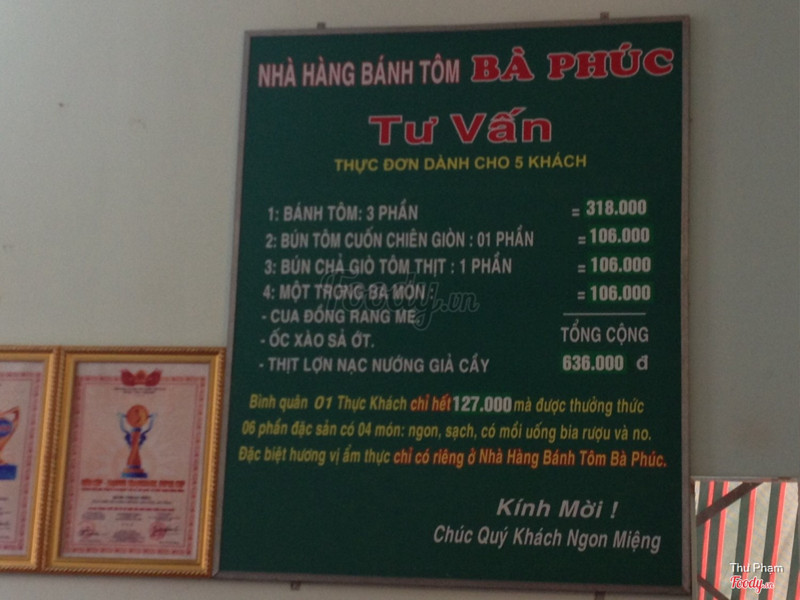 NHÀ HÀNG BÁNH TÔM BÀ PHÚC
Tư Vấn
THỰC ĐƠN DÀNH CHO 5 KHÁCH
1: BÁNH TÔM: 3 PHẦN = 318.000
2: BÚN TÔM CUỐN CHIÊN GIÒN : 01 PHẦN = 106.000
3: BÚN CHẢ GIÒ TÔM THỊT : 1 PHẦN = 106.000
4: MỘT TRONG BA MÓN : = 106.000
- CUA ĐỒNG RANG ME.
- ỐC XÀO SẢ ỚT.
- THỊT LỢN NẠC NƯỚNG GIẢ CẦY
TỔNG CỘNG
636.000 đ
Bình quân 01 Thực Khách chỉ hết 127.000 mà được thưởng thức
06 phần đặc sản có 04 món: ngon, sạch, có mồi uống bia rượu và no.
Đặc biệt hương vị ẩm thực chỉ có riêng ở Nhà Hàng Bánh Tôm Bà Phúc.
Kính Mời !
Chúc Quý Khách Ngon Miệng
Foody.vn
Thu Pham
Foody.vn